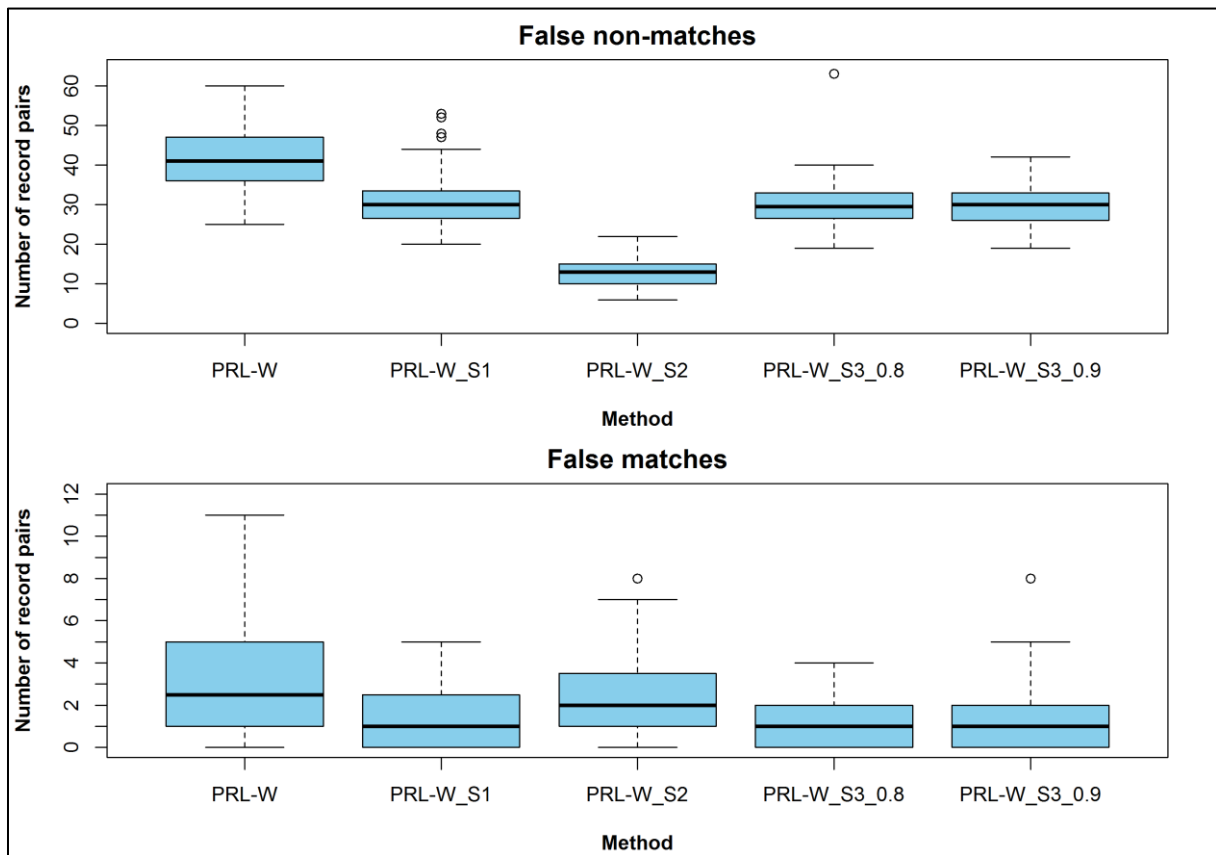 False non-matches
Number of record pairs
60
50
40
30
20
10
0
PRL-W PRL-W_S1 PRL-W_S2 PRL-W_S3_0.8 PRL-W_S3_0.9
Method
False matches
Number of record pairs
12
10
8
6
4
2
0
PRL-W PRL-W_S1 PRL-W_S2 PRL-W_S3_0.8 PRL-W_S3_0.9
Method